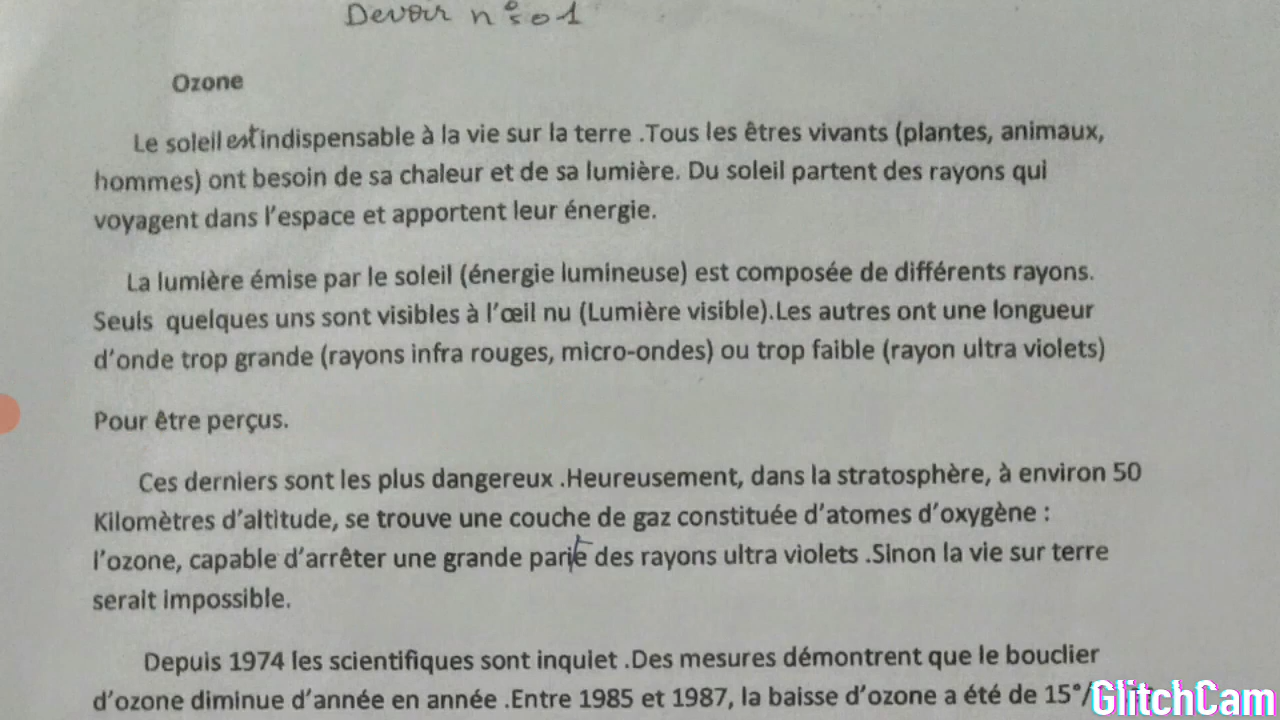 Devoir n°01
Ozone
Le soleil est indispensable à la vie sur la terre .Tous les êtres vivants (plantes, animaux,
hommes) ont besoin de sa chaleur et de sa lumière. Du soleil partent des rayons qui
voyagent dans l'espace et apportent leur énergie.
La lumière émise par le soleil (énergie lumineuse) est composée de différents rayons.
Seuls quelques uns sont visibles à l'œil nu (Lumière visible).Les autres ont une longueur
d'onde trop grande (rayons infra rouges, micro-ondes) ou trop faible (rayon ultra violets)
Pour être perçus.
Ces derniers sont les plus dangereux .Heureusement, dans la stratosphère, à environ 50
Kilomètres d'altitude, se trouve une couche de gaz constituée d'atomes d'oxygène :
l'ozone, capable d'arrêter une grande partie des rayons ultra violets .Sinon la vie sur terre
serait impossible.
Depuis 1974 les scientifiques sont inquiet .Des mesures démontrent que le bouclier
d'ozone diminue d'année en année .Entre 1985 et 1987, la baisse d'ozone a été de 15°/
GlitchCam